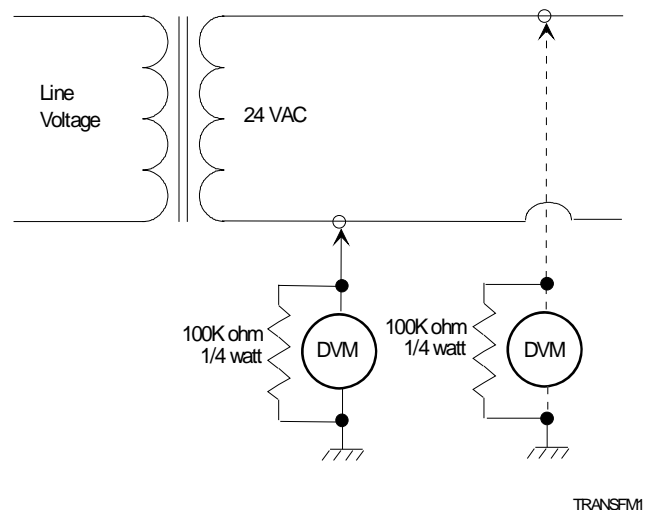 Line
Voltage
24 VAC
100K ohm
1/4 watt
DVM
100K ohm
1/4 watt
DVM
TRANSFM1